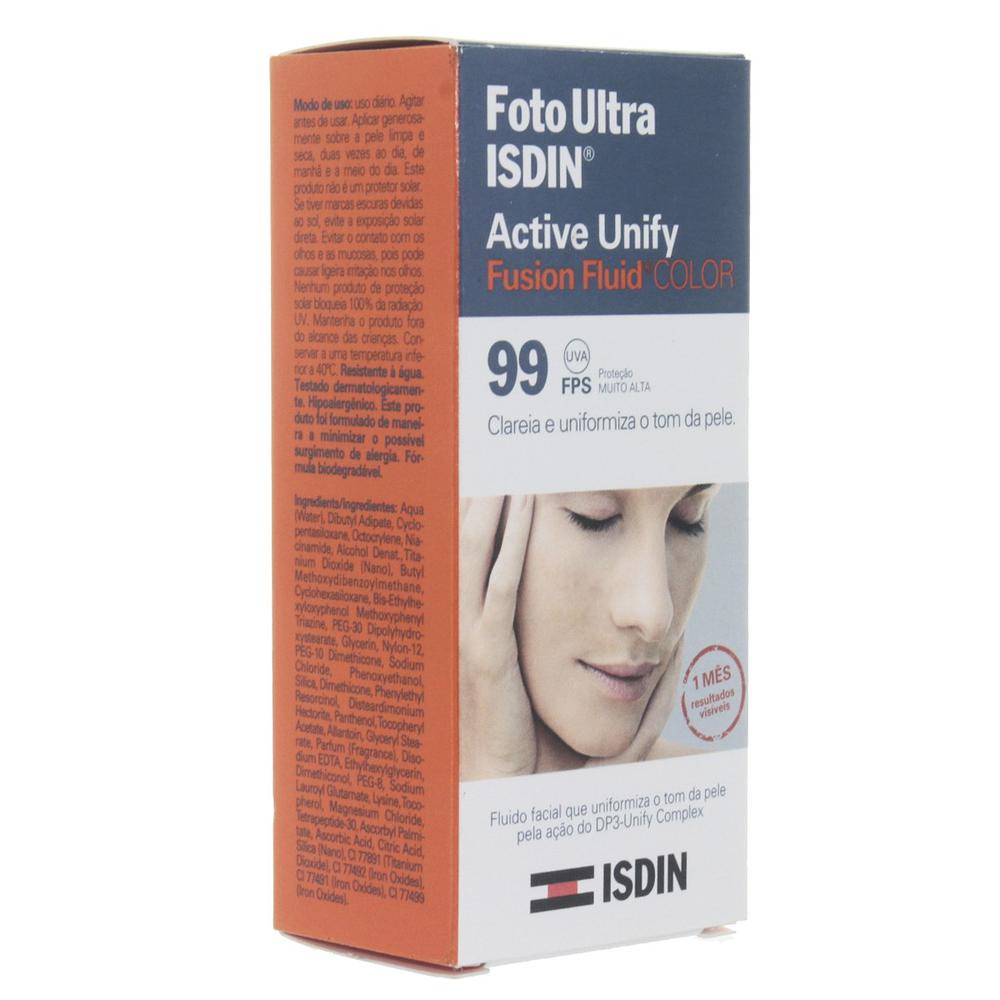 Modo de uso: uso diário. Agitar
antes de usar. Aplicar generosa-
mente sobre a pele limpa e
seca, duas vezes ao dia, de
manhã e a meio do dia. Este
produto não é um protetor solar.
Se tiver marcas escuras devidas
ao sol, evite a exposição solar
direta. Evitar o contato com os
olhos e as mucosas, pois pode
causar ligeira irritação nos olhos.
Nenhum produto de proteção
solar bloqueia 100% da radiação
UV. Mantenha o produto fora
do alcance das crianças. Con-
servar a uma temperatura infe-
rior a 40ºC. Resistente à água.
Testado dermatologicamen-
te. Hipoalergênico. Este pro-
duto foi formulado de manei-
ra a minimizar o possível
surgimento de alergia. Fór-
mula biodegradável.
Ingredients/ingredientes: Aqua
(Water), Dibutyl Adipate, Cyclo-
pentasiloxane, Octocrylene, Nia-
cinamide, Alcohol Denat., Tita-
nium Dioxide (Nano), Butyl
Methoxydibenzoylmethane,
Cyclohexasiloxane, Bis-Ethylhe-
xyloxyphenol Methoxyphenyl
Triazine, PEG-30 Dipolyhydro-
xystearate, Glycerin, Nylon-12,
PEG-10 Dimethicone, Sodium
Chloride, Phenoxyethanol,
Silica, Dimethicone, Phenylethyl
Resorcinol, Disteardimonium
Hectorite, Panthenol, Tocopheryl
Acetate, Allantoin, Glyceryl Stea-
rate, Parfum (Fragrance), Diso-
dium EDTA, Ethylhexylglycerin,
Dimethiconol, PEG-8, Sodium
Lauroyl Glutamate, Lysine, Toco-
pherol, Magnesium Chloride,
Tetrapeptide-30, Ascorbyl Palmi-
tate, Ascorbic Acid, Citric Acid,
Silica (Nano), CI 77891 (Titanium
Dioxide), CI 77492 (Iron Oxides),
CI 77491 (Iron Oxides), CI 77499
(Iron Oxides).
Foto Ultra
ISDIN®
Active Unify
Fusion Fluid® COLOR
99 UVA
FPS Proteção
MUITO ALTA
Clareia e uniformiza o tom da pele.
1 MÊS
resultados
visíveis
Fluido facial que uniformiza o tom da pele
pela ação do DP3-Unify Complex
ISDIN